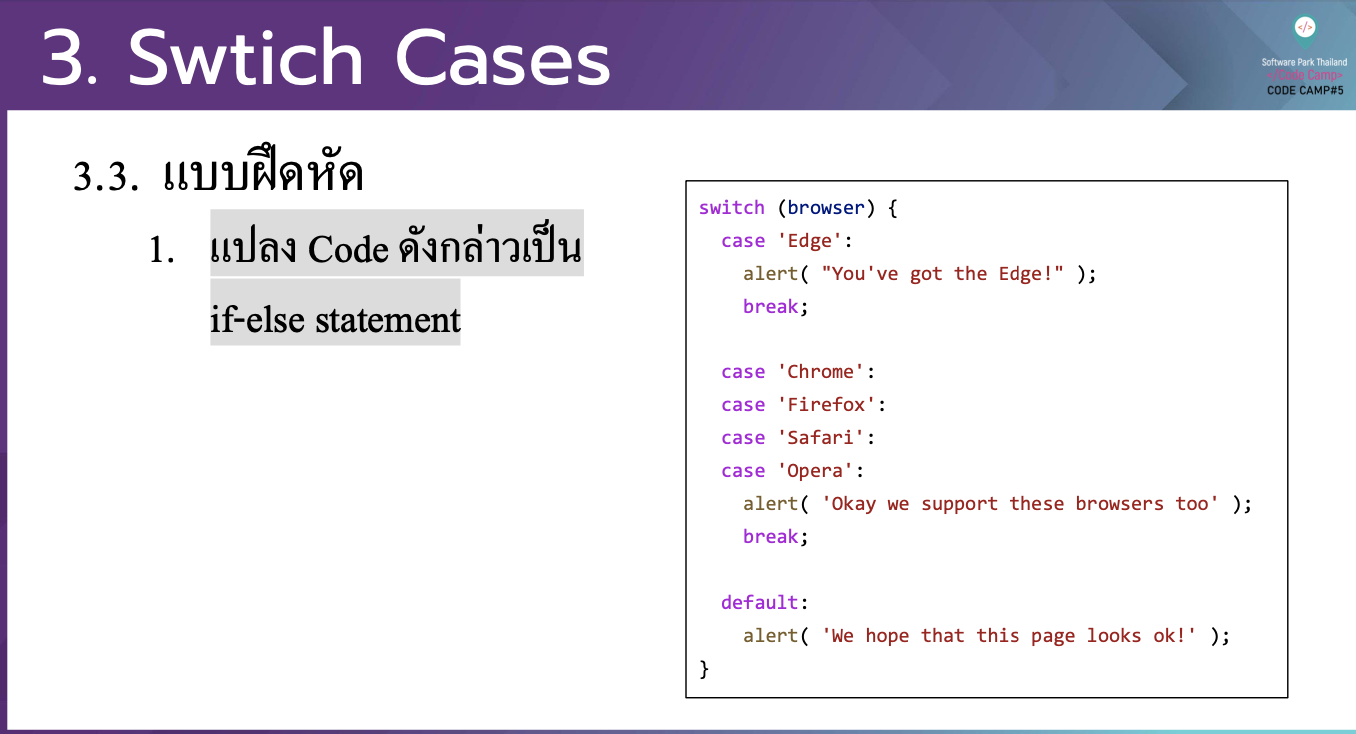 3. Swtich Cases
Software Park Thailand
</Code Camp>
CODE CAMP#5
3.3. แบบฝึดหัด
1. แปลง Code ดังกล่าวเป็น
if-else statement
switch (browser) {
case 'Edge':
alert( "You've got the Edge!" );
break;
case 'Chrome':
case 'Firefox':
case 'Safari':
case 'Opera':
alert( 'Okay we support these browsers too' );
break;
default:
alert( 'We hope that this page looks ok!' );
}